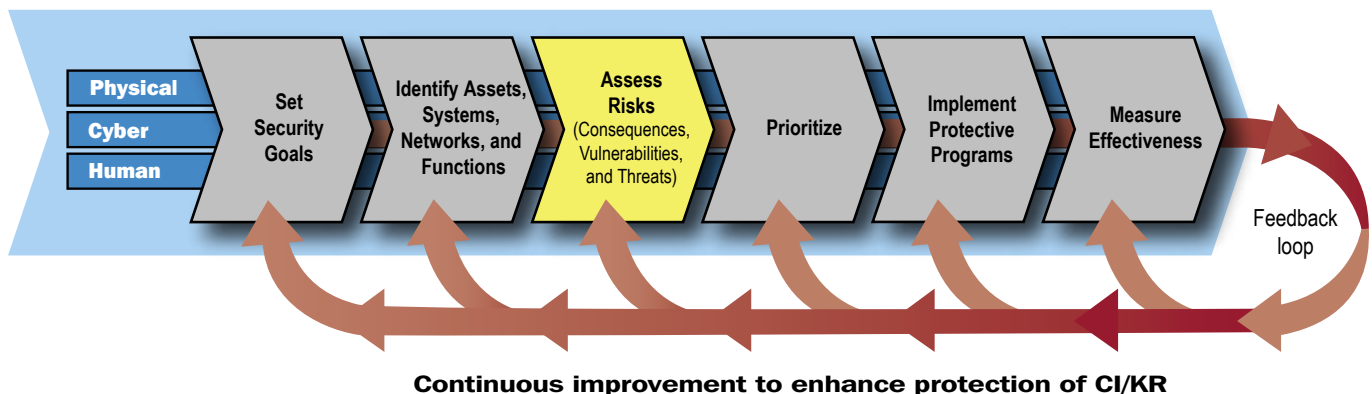 Physical
Cyber
Human
Set
Security
Goals
Identify Assets,
Systems,
Networks, and
Functions
Assess
Risks
(Consequences,
Vulnerabilities,
and Threats)
Prioritize
Implement
Protective
Programs
Measure
Effectiveness
Feedback
loop
Continuous improvement to enhance protection of CI/KR